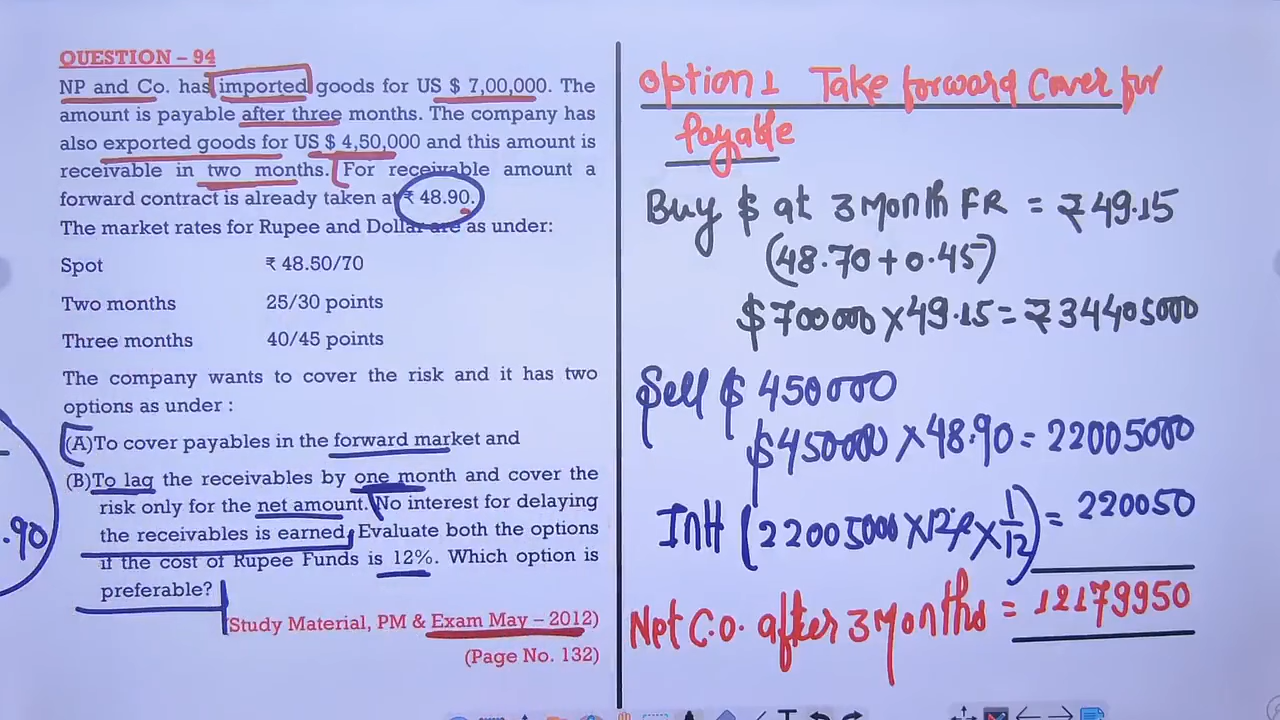 QUESTION – 94
NP and Co. has imported goods for US $ 7,00,000. The
amount is payable after three months. The company has
also exported goods for US $ 4,50,000 and this amount is
receivable in two months. For receivable amount a
forward contract is already taken at ₹ 48.90.
The market rates for Rupee and Dollar are as under:
Spot ₹ 48.50/70
Two months 25/30 points
Three months 40/45 points
The company wants to cover the risk and it has two
options as under :
(A)To cover payables in the forward market and
(B)To lag the receivables by one month and cover the
risk only for the net amount. No interest for delaying
the receivables is earned. Evaluate both the options
if the cost of Rupee Funds is 12%. Which option is
preferable?
(Study Material, PM & Exam May – 2012)
(Page No. 132)
.90
Option 1 Take forward Cover for
Payable
Buy $ at 3 Month FR = ₹49.15
(48.70+0.45)
$700000×49.15=₹34405000
Sell $ 450000
$450000×48.90=22005000
Int (22005000×12%×1/12)=220050
Net C.O. after 3 Months = 12179950